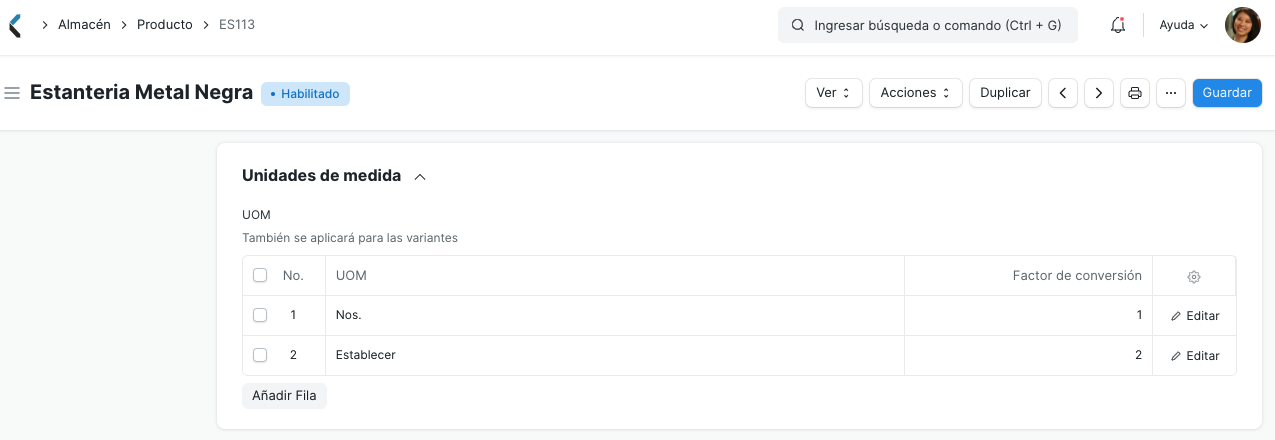 Almacén
Producto
ES113
Ingresar búsqueda o comando (Ctrl + G)
Ayuda
Estanteria Metal Negra
Habilitado
Ver
Acciones
Duplicar
Guardar
Unidades de medida
UOM
También se aplicará para las variantes
No. UOM Factor de conversión
1 Nos. 1 Editar
2 Establecer 2 Editar
Añadir Fila